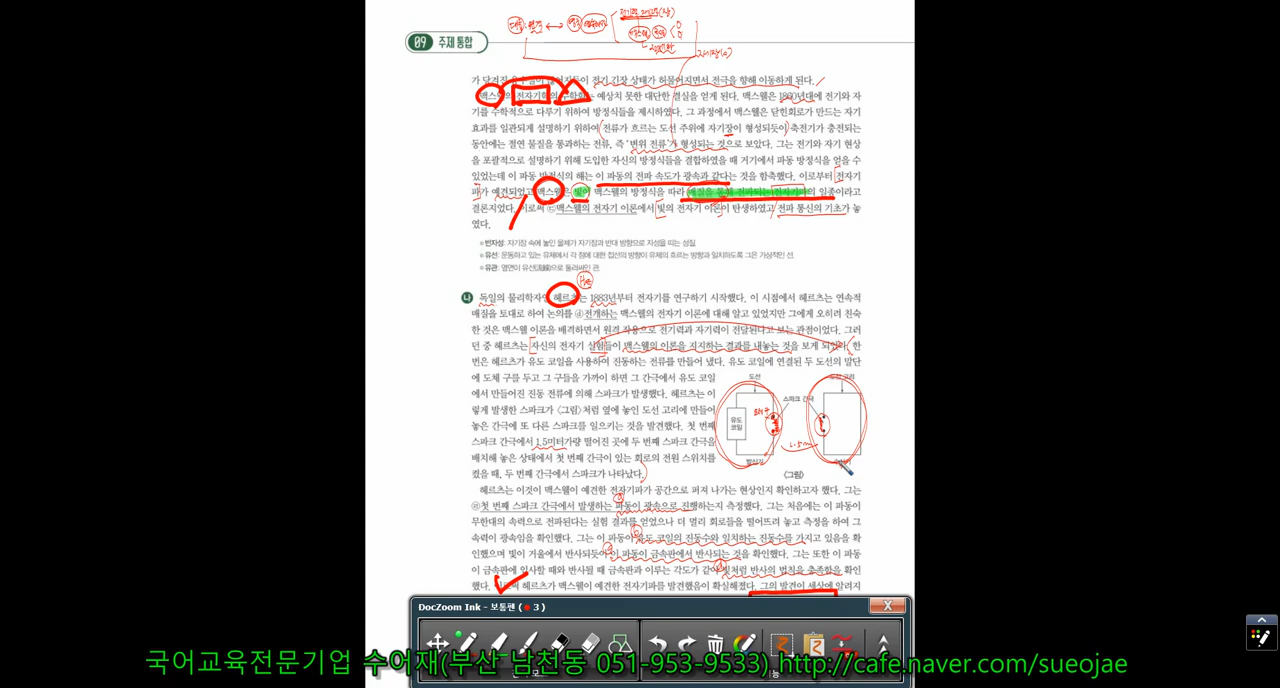 09 주제 통합
전기 긴장 상태가 허물어지면서 전극을 향해 이동하게 된다.
예상치 못한 대단한 결실을 얻게 된다. 맥스웰은 1860년대에 전기와 자
기를 수학적으로 다루기 위하여 방정식들을 제시하였다. 그 과정에서 맥스웰은 닫힌회로가 만드는 자기
효과를 일관되게 설명하기 위하여 전류가 흐르는 도선 주위에 자기장이 형성되듯이 축전기가 충전되는
동안에는 절연 물질을 통과하는 전류, 즉 '변위 전류'가 형성되는 것으로 보았다. 그는 전기와 자기 현상
을 포괄적으로 설명하기 위해 도입한 자신의 방정식들을 결합하였을 때 거기에서 파동 방정식을 얻을 수
있었는데 이 파동 방정식의 해는 이 파동의 전파 속도가 광속과 같다는 것을 함축했다. 이로부터 전자기
파가 예견되었고 맥스웰은 빛이 맥스웰의 방정식을 따라 매질을 통해 전파되는 전자기파의 일종이라고
결론지었다. 이로써 ㉢맥스웰의 전자기 이론에서 빛의 전자기 이론이 탄생하였고 전파 통신의 기초가 놓
였다.
*반자성: 자기장 속에 놓인 물체가 자기장과 반대 방향으로 자성을 띠는 성질.
*유선: 운동하고 있는 유체에서 각 점에 대한 접선의 방향이 유체의 흐르는 방향과 일치하도록 그은 가상적인 선.
*유관: 옆면이 유선(流線)으로 둘러싸인 관.
나 독일의 물리학자인 헤르츠는 1883년부터 전자기를 연구하기 시작했다. 이 시점에서 헤르츠는 연속적
매질을 토대로 하여 논의를 ⓓ전개하는 맥스웰의 전자기 이론에 대해 알고 있었지만 그에게 오히려 친숙
한 것은 맥스웰 이론을 배격하면서 원격 작용으로 전기력과 자기력이 전달된다고 보는 관점이었다. 그러
던 중 헤르츠는 자신의 전자기 실험들이 맥스웰의 이론을 지지하는 결과를 내놓는 것을 보게 되었다. 한
번은 헤르츠가 유도 코일을 사용하여 진동하는 전류를 만들어 냈다. 유도 코일에 연결된 두 도선의 말단
에 도체 구를 두고 그 구들을 가까이 하면 그 간극에서 유도 코일
에서 만들어진 진동 전류에 의해 스파크가 발생했다. 헤르츠는 이
렇게 발생한 스파크가 〈그림〉처럼 옆에 놓인 도선 고리에 만들어
놓은 간극에 또 다른 스파크를 일으키는 것을 발견했다. 첫 번째
스파크 간극에서 1.5미터가량 떨어진 곳에 두 번째 스파크 간극을
배치해 놓은 상태에서 첫 번째 간극이 있는 회로의 전원 스위치를
켰을 때, 두 번째 간극에서 스파크가 나타났다.
도선
도선 고리
스파크 간극
유도
코일
1.5m
〈그림〉
헤르츠는 이것이 맥스웰이 예견한 전자기파가 공간으로 퍼져 나가는 현상인지 확인하고자 했다. 그는
㉣첫 번째 스파크 간극에서 발생하는 파동이 광속으로 진행하는지 측정했다. 그는 처음에는 이 파동이
무한대의 속력으로 전파된다는 실험 결과를 얻었으나 더 멀리 회로들을 떨어뜨려 놓고 측정을 하여 그
속력이 광속임을 확인했다. 그는 이 파동이 유도 코일의 진동수와 일치하는 진동수를 가지고 있음을 확
인했으며 빛이 거울에서 반사되듯이 이 파동이 금속판에서 반사되는 것을 확인했다. 그는 또한 이 파동
이 금속판에 입사할 때와 반사될 때 금속판과 이루는 각도가 같아 빛처럼 반사의 법칙을 충족함을 확인
했다. 이로써 헤르츠가 맥스웰이 예견한 전자기파를 발견했음이 확실해졌다. 그의 발견이 세상에 알려지
DocZoom Ink - 보통펜 ( 3 )
국어교육전문기업 수어재(부산 남천동 051-953-9533) http://cafe.naver.com/sueojae